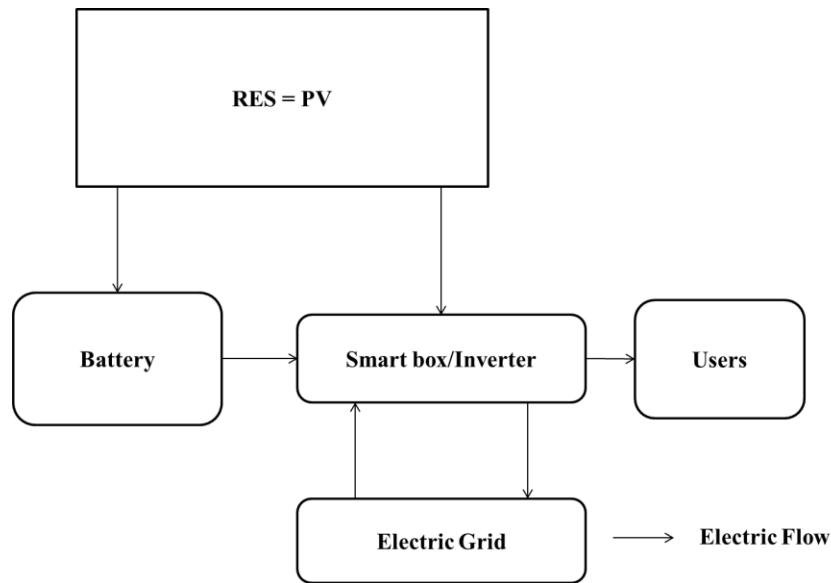 RES = PV
Battery
Smart box/Inverter
Users
Electric Grid
Electric Flow